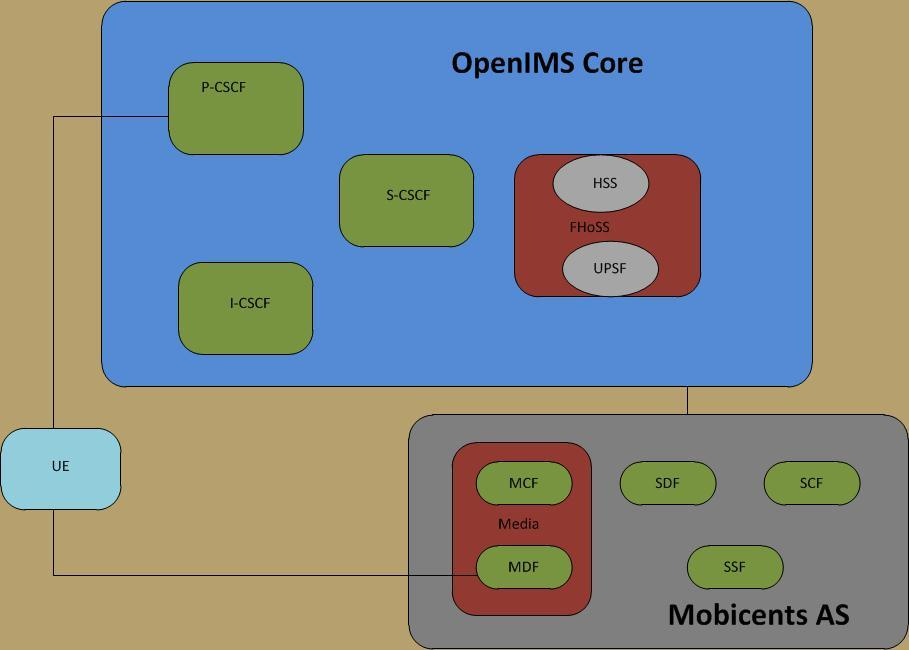 OpenIMS Core
P-CSCF
S-CSCF
HSS
FHoSS
UPSF
I-CSCF
UE
MCF
SDF
SCF
Media
MDF
SSF
Mobicents AS